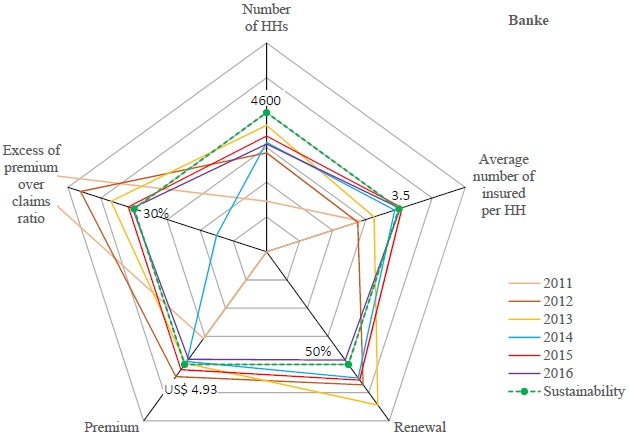 Number
of HHs
Banke
4600
Excess of
premium
over
claims
ratio
30%
3.5
Average
number of
insured
per HH
50%
US$ 4.93
Premium
Renewal
2011
2012
2013
2014
2015
2016
Sustainability